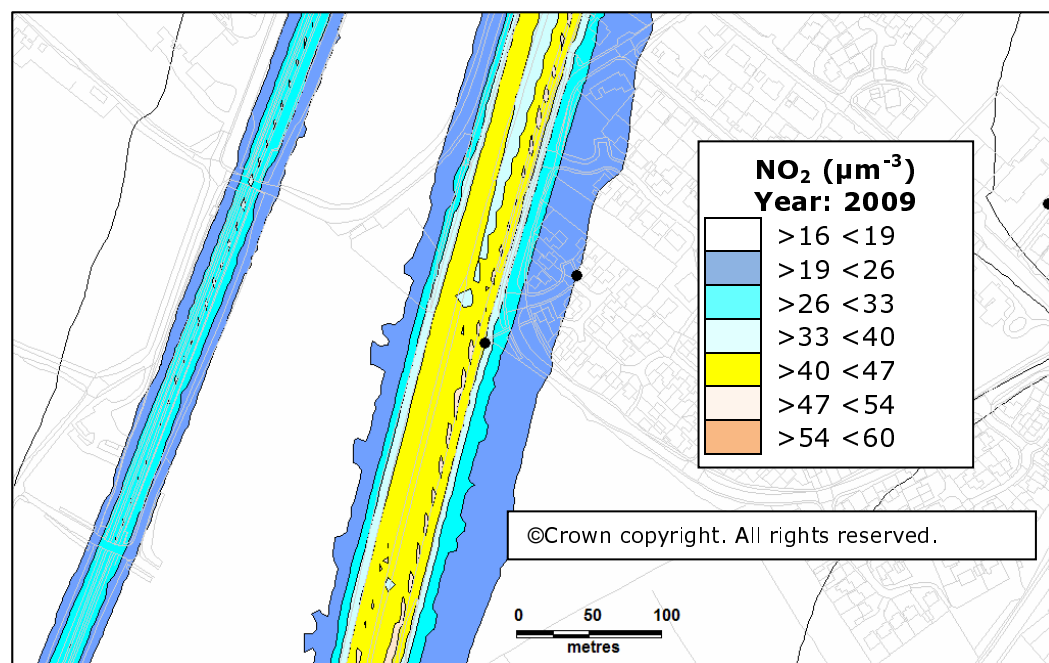 NO₂ (µm⁻³)
Year: 2009
>16 <19
>19 <26
>26 <33
>33 <40
>40 <47
>47 <54
>54 <60
©Crown copyright. All rights reserved.
0 50 100
metres